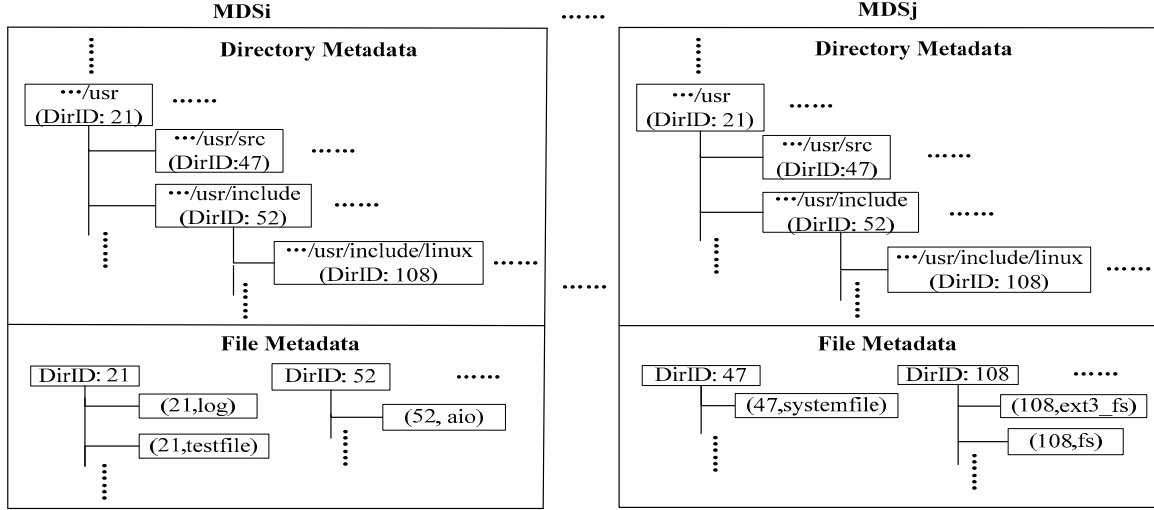 MDSi
Directory Metadata
…/usr
(DirID: 21)
……
…/usr/src
(DirID:47)
……
…/usr/include
(DirID: 52)
……
…/usr/include/linux
(DirID: 108)
……
File Metadata
DirID: 21
(21,log)
(21,testfile)
DirID: 52
(52, aio)
……
……
……
MDSj
Directory Metadata
…/usr
(DirID: 21)
……
…/usr/src
(DirID:47)
……
…/usr/include
(DirID: 52)
……
…/usr/include/linux
(DirID: 108)
……
File Metadata
DirID: 47
(47,systemfile)
DirID: 108
(108,ext3_fs)
(108,fs)
……